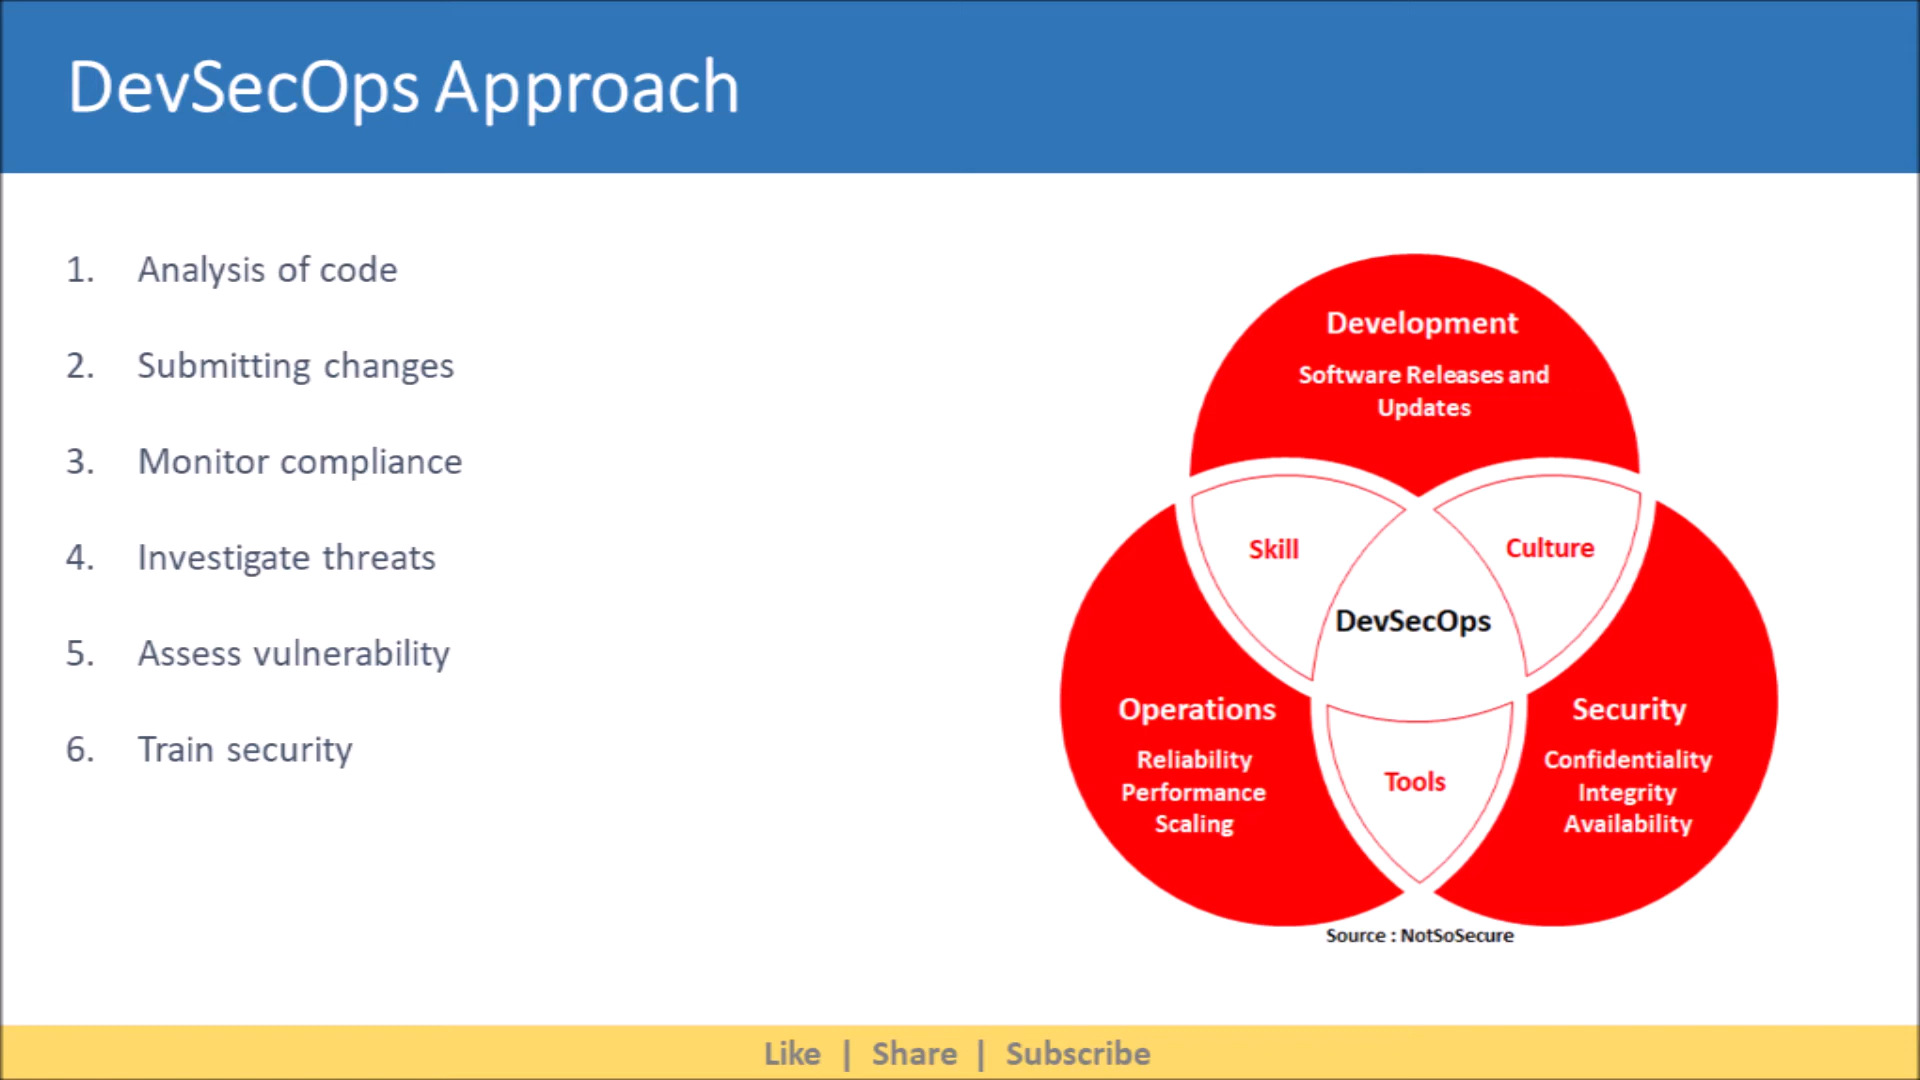 DevSecOps Approach
1. Analysis of code
2. Submitting changes
3. Monitor compliance
4. Investigate threats
5. Assess vulnerability
6. Train security
Development
Software Releases and
Updates
Skill
Culture
DevSecOps
Operations
Reliability
Performance
Scaling
Security
Confidentiality
Integrity
Availability
Tools
Source : NotSoSecure
Like | Share | Subscribe